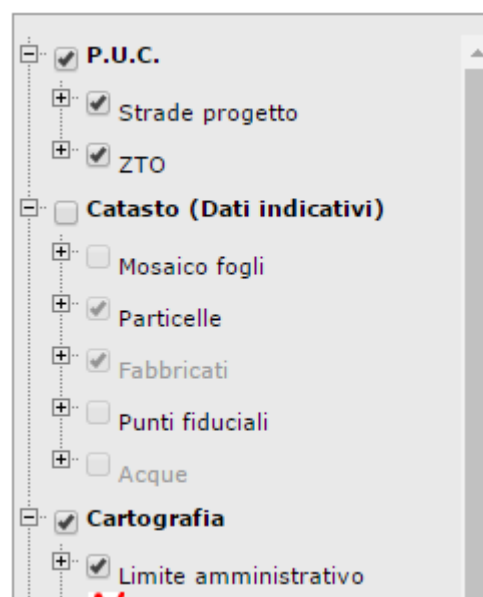 P.U.C.
Strade progetto
ZTO
Catasto (Dati indicativi)
Mosaico fogli
Particelle
Fabbricati
Punti fiduciali
Acque
Cartografia
Limite amministrativo